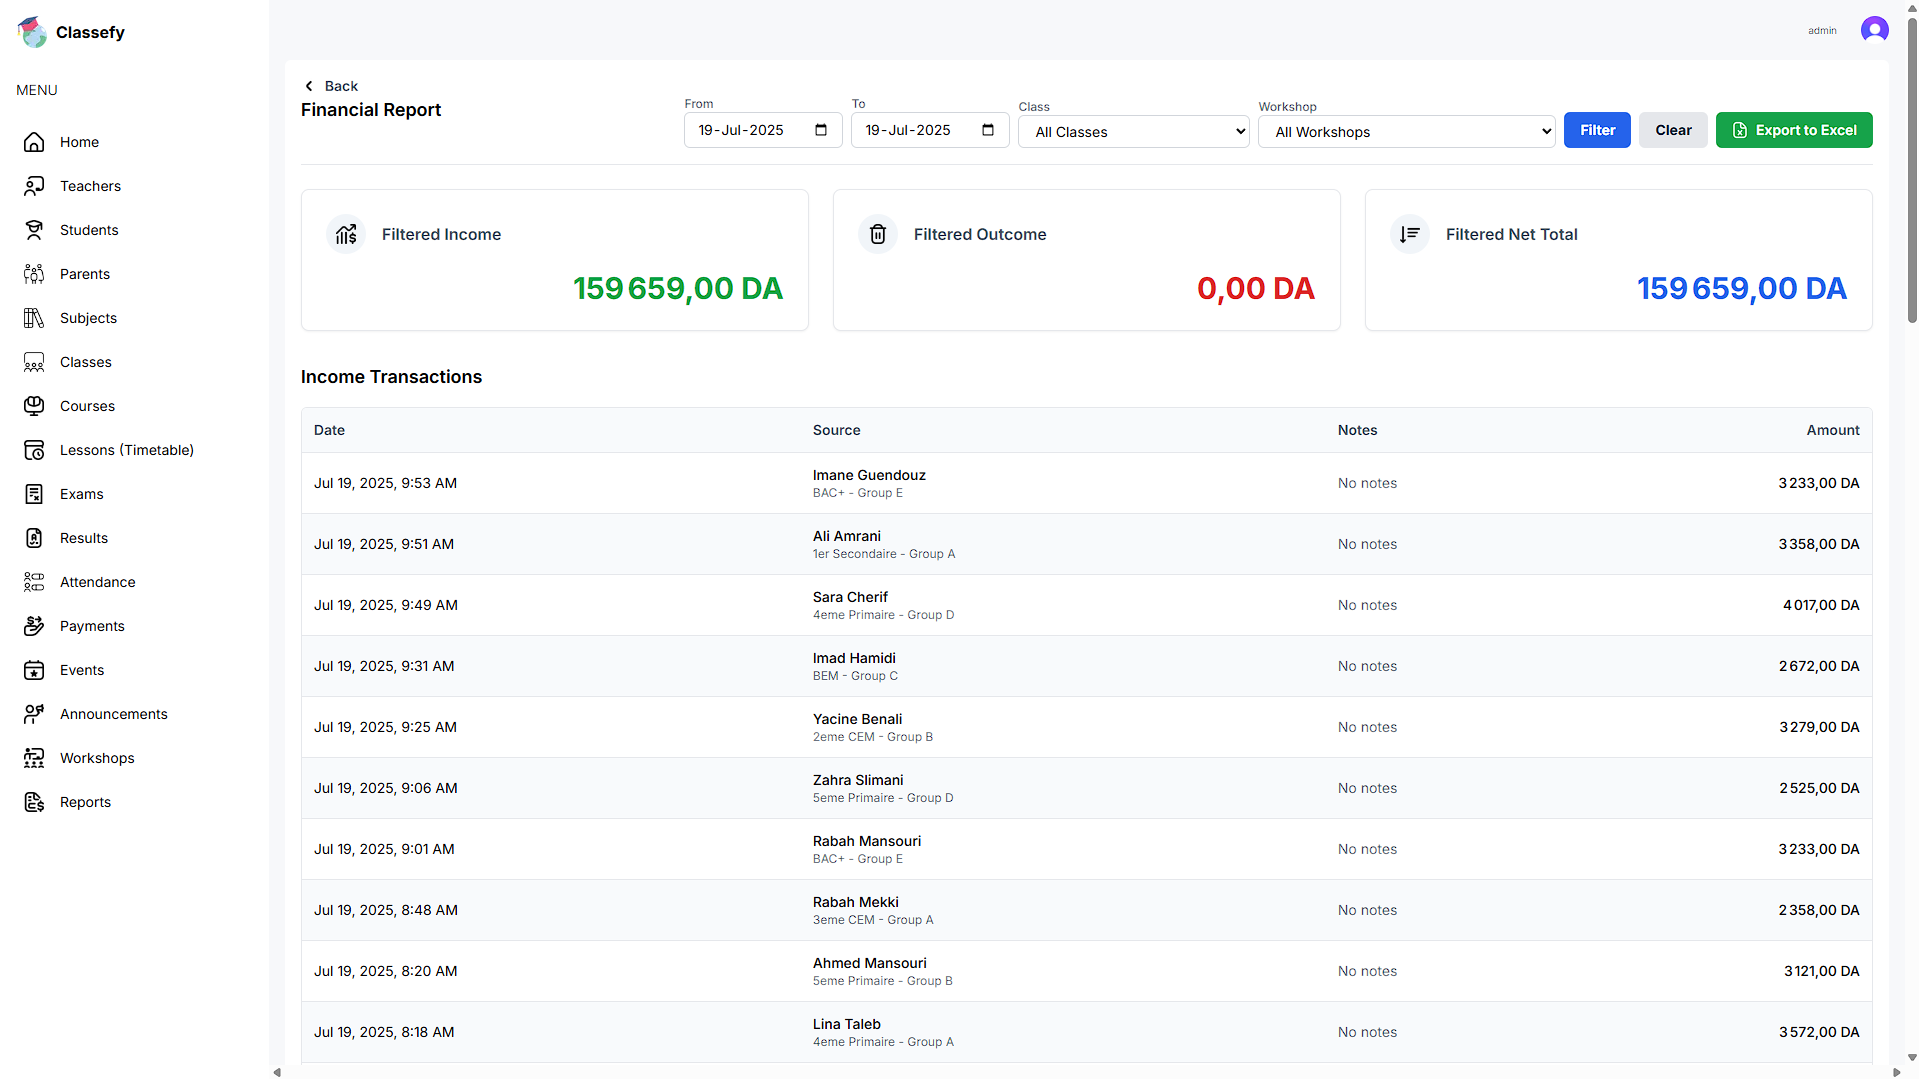 Classefy
admin
MENU
Home
Teachers
Students
Parents
Subjects
Classes
Courses
Lessons (Timetable)
Exams
Results
Attendance
Payments
Events
Announcements
Workshops
Reports
Back
Financial Report
From
19-Jul-2025
To
19-Jul-2025
Class
All Classes
Workshop
All Workshops
Filter
Clear
Export to Excel
Filtered Income
159 659,00 DA
Filtered Outcome
0,00 DA
Filtered Net Total
159 659,00 DA
Income Transactions
Date Source Notes Amount
Jul 19, 2025, 9:53 AM Imane Guendouz No notes 3 233,00 DA
BAC+ - Group E
Jul 19, 2025, 9:51 AM Ali Amrani No notes 3 358,00 DA
1er Secondaire - Group A
Jul 19, 2025, 9:49 AM Sara Cherif No notes 4 017,00 DA
4eme Primaire - Group D
Jul 19, 2025, 9:31 AM Imad Hamidi No notes 2 672,00 DA
BEM - Group C
Jul 19, 2025, 9:25 AM Yacine Benali No notes 3 279,00 DA
2eme CEM - Group B
Jul 19, 2025, 9:06 AM Zahra Slimani No notes 2 525,00 DA
5eme Primaire - Group D
Jul 19, 2025, 9:01 AM Rabah Mansouri No notes 3 233,00 DA
BAC+ - Group E
Jul 19, 2025, 8:48 AM Rabah Mekki No notes 2 358,00 DA
3eme CEM - Group A
Jul 19, 2025, 8:20 AM Ahmed Mansouri No notes 3 121,00 DA
5eme Primaire - Group B
Jul 19, 2025, 8:18 AM Lina Taleb No notes 3 572,00 DA
4eme Primaire - Group A